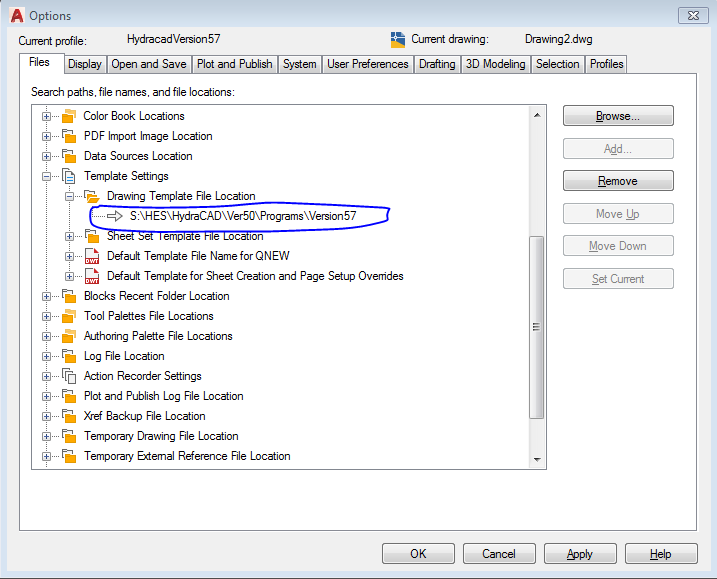 Options
Current profile: HydracadVersion57 Current drawing: Drawing2.dwg
Files Display Open and Save Plot and Publish System User Preferences Drafting 3D Modeling Selection Profiles
Search paths, file names, and file locations:
Color Book Locations
PDF Import Image Location
Data Sources Location
Template Settings
Drawing Template File Location
S:\HES\HydraCAD\Ver50\Programs\Version57
Sheet Set Template File Location
DWT Default Template File Name for QNEW
DWT Default Template for Sheet Creation and Page Setup Overrides
Blocks Recent Folder Location
Tool Palettes File Locations
Authoring Palette File Locations
Log File Location
Action Recorder Settings
Plot and Publish Log File Location
Xref Backup File Location
Temporary Drawing File Location
Temporary External Reference File Location
Browse...
Add...
Remove
Move Up
Move Down
Set Current
OK Cancel Apply Help